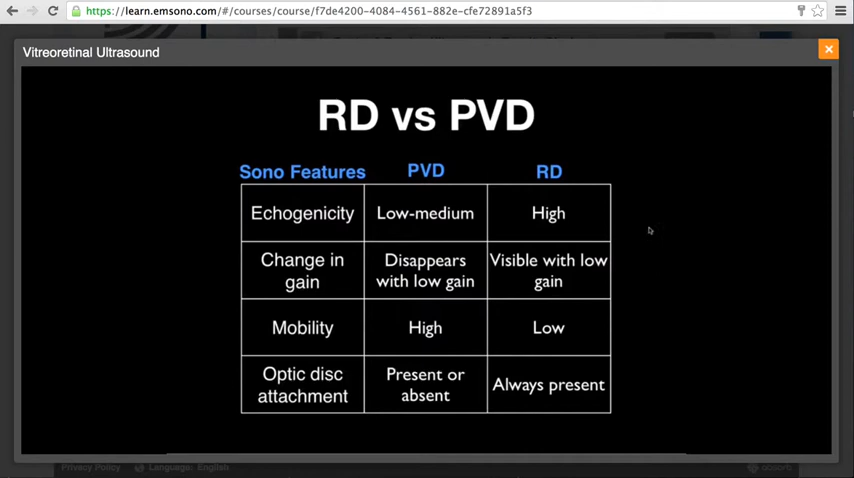 https://learn.emsono.com/#/courses/course/f7de4200-4084-4561-882e-cfe72891a5f3
Vitreoretinal Ultrasound
RD vs PVD
Sono Features PVD RD
Echogenicity Low-medium High
Change in gain Disappears with low gain Visible with low gain
Mobility High Low
Optic disc attachment Present or absent Always present
Privacy Policy Language: English absorb